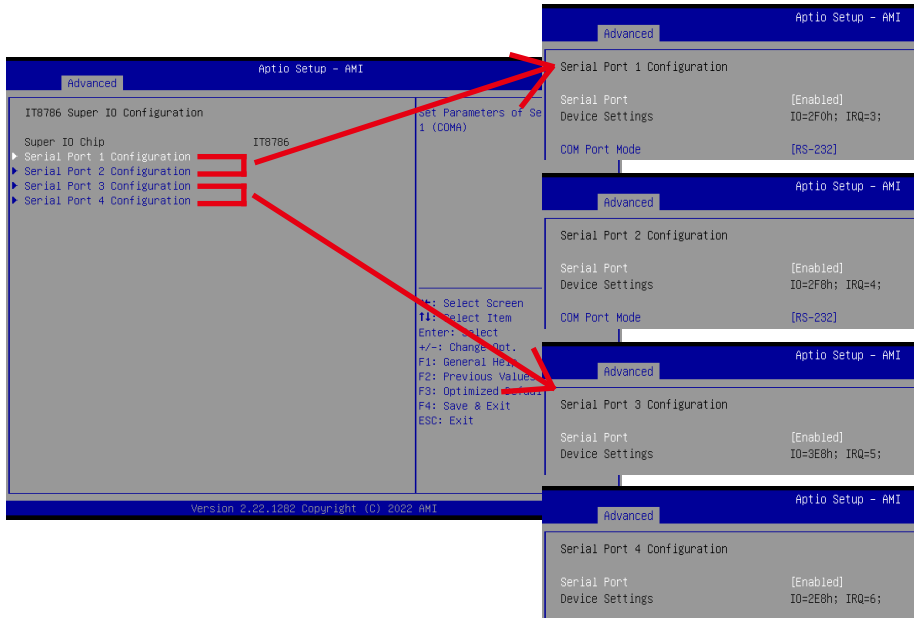 Aptio Setup - AMI
Advanced
IT8786 Super IO Configuration
Super IO Chip IT8786
Serial Port 1 Configuration
Serial Port 2 Configuration
Serial Port 3 Configuration
Serial Port 4 Configuration
Set Parameters of Se
1 (COMA)
: Select Screen
↑↓: Select Item
Enter: Select
+/-: Change Opt.
F1: General Help
F2: Previous Values
F3: Optimized Defaul
F4: Save & Exit
ESC: Exit
Version 2.22.1282 Copyright (C) 2022 AMI
Aptio Setup - AMI
Advanced
Serial Port 1 Configuration
Serial Port [Enabled]
Device Settings IO=2F0h; IRQ=3;
COM Port Mode [RS-232]
Aptio Setup - AMI
Advanced
Serial Port 2 Configuration
Serial Port [Enabled]
Device Settings IO=2F8h; IRQ=4;
COM Port Mode [RS-232]
Aptio Setup - AMI
Advanced
Serial Port 3 Configuration
Serial Port [Enabled]
Device Settings IO=3E8h; IRQ=5;
Aptio Setup - AMI
Advanced
Serial Port 4 Configuration
Serial Port [Enabled]
Device Settings IO=2E8h; IRQ=6;